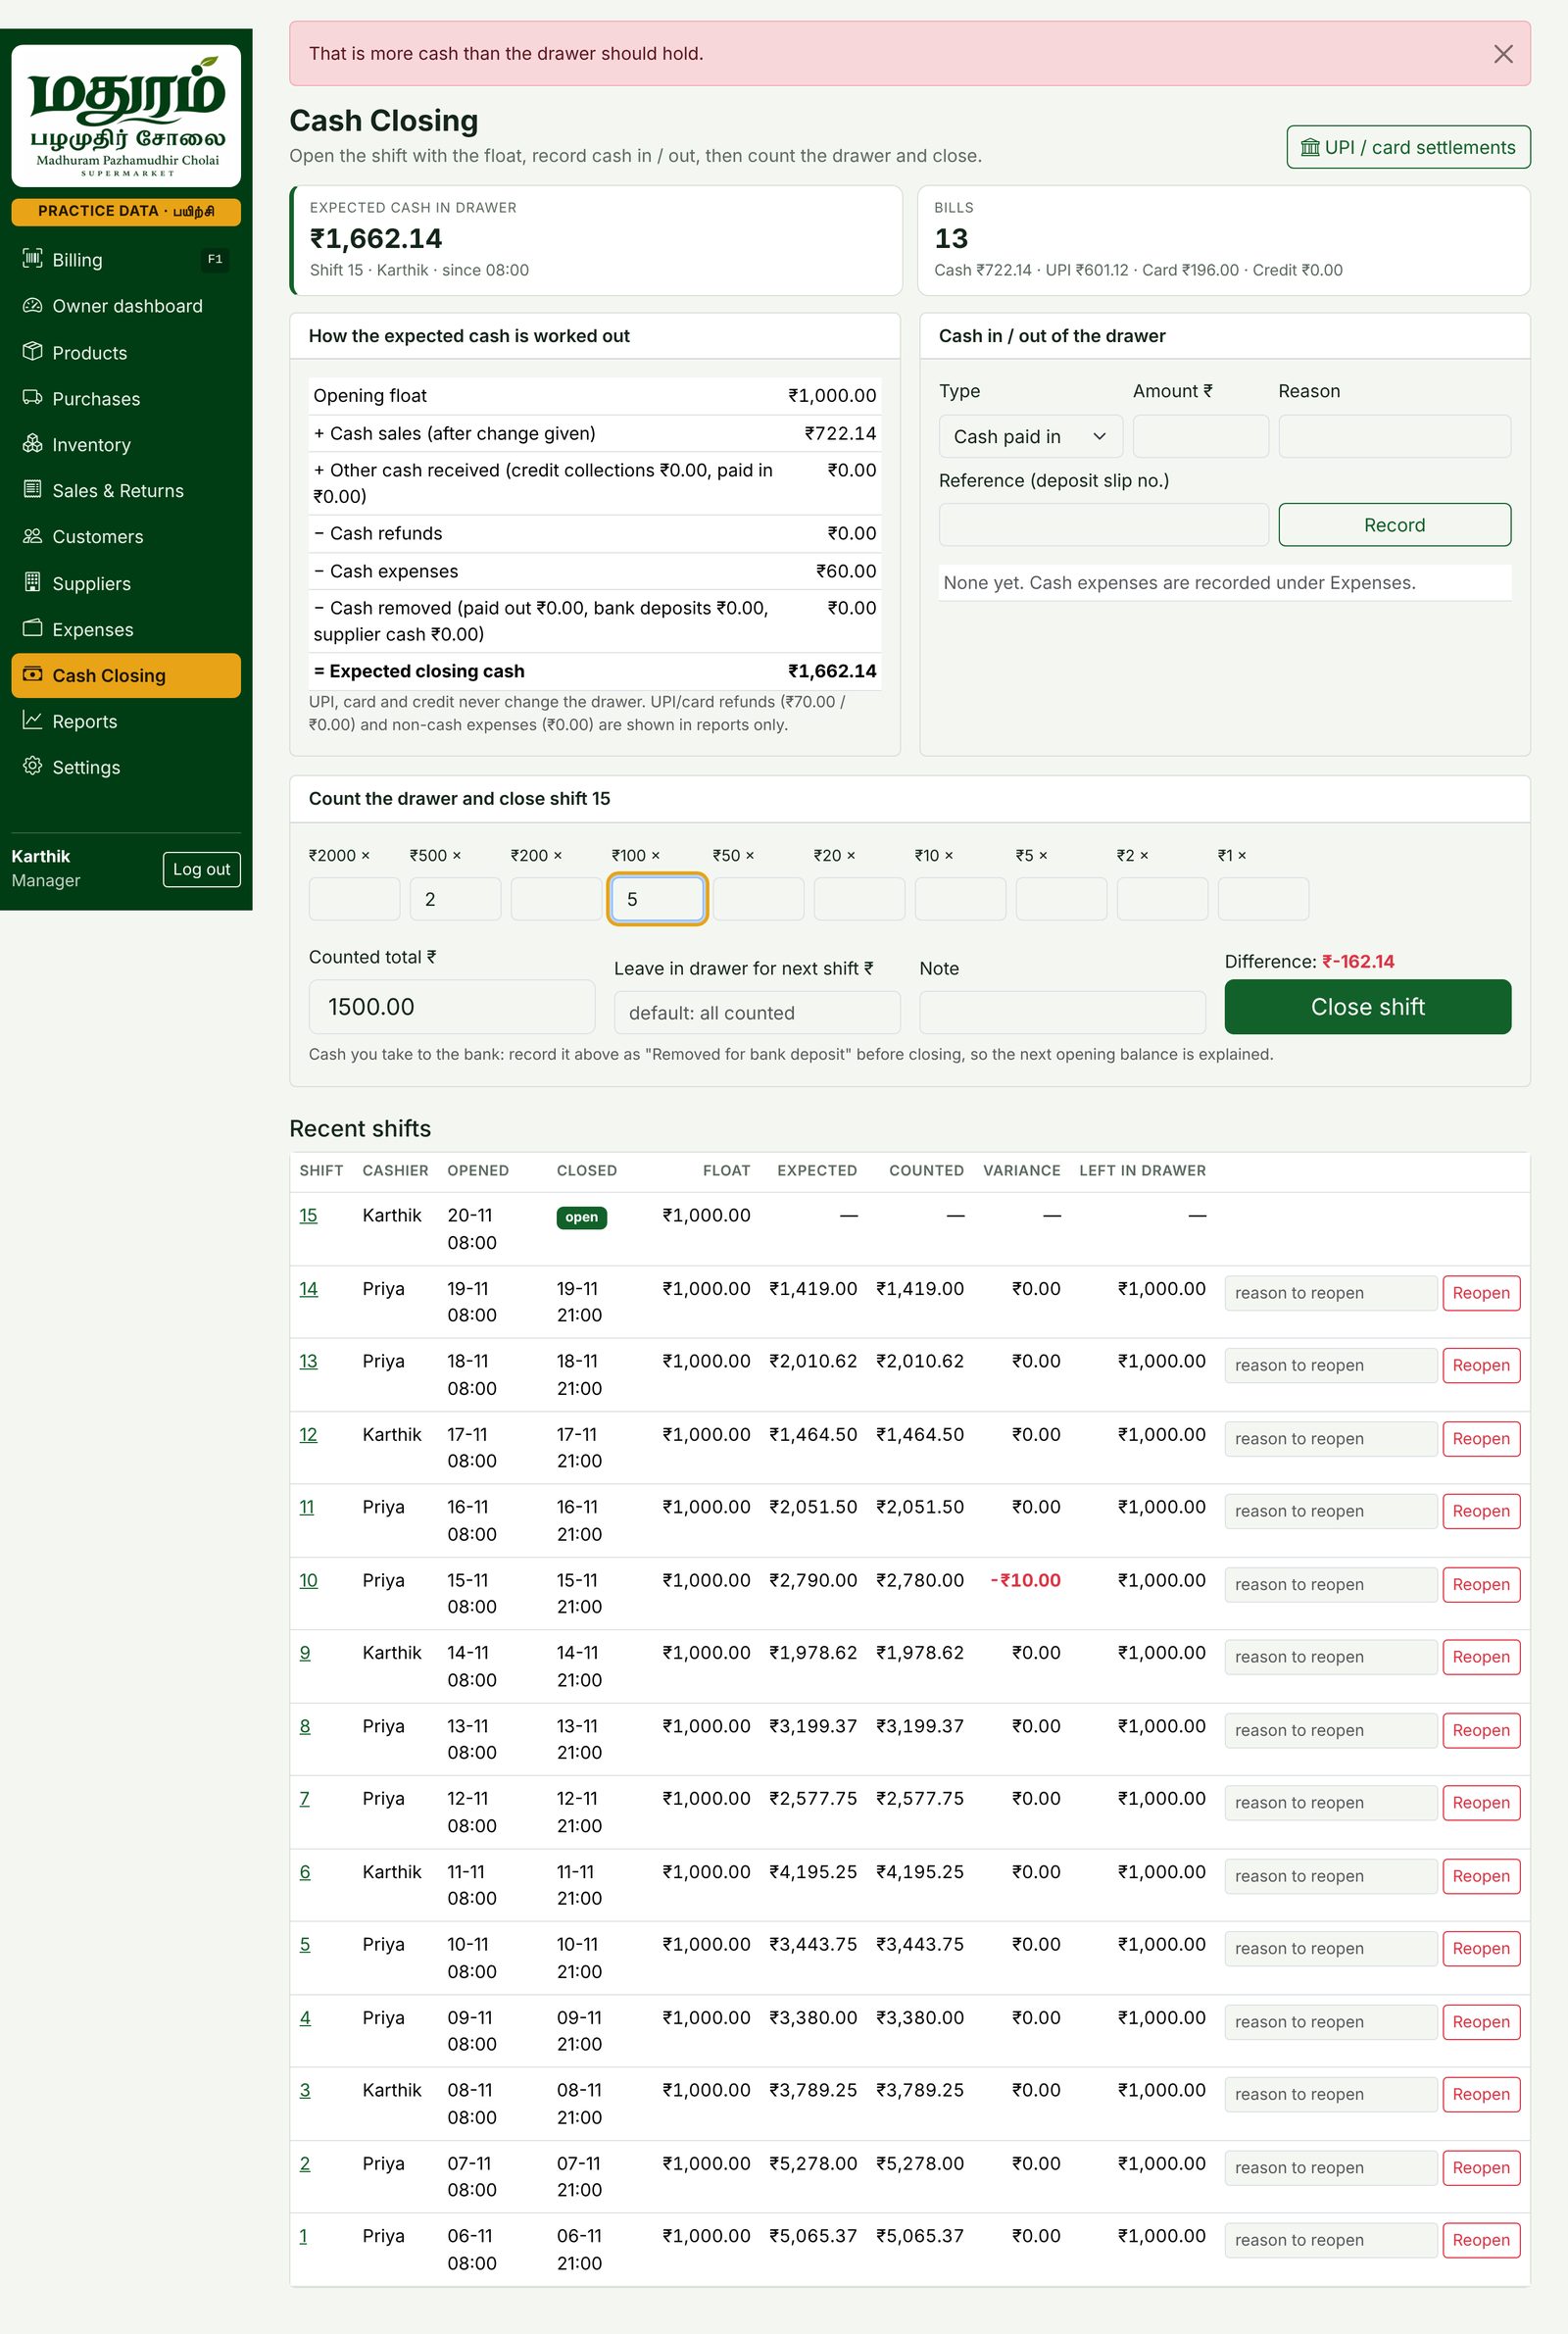 மதுரம்
பழமுதிர் சோலை
Madhuram Pazhamudhir Cholai
SUPERMARKET
PRACTICE DATA · பயிற்சி
Billing F1
Owner dashboard
Products
Purchases
Inventory
Sales & Returns
Customers
Suppliers
Expenses
Cash Closing
Reports
Settings
Karthik
Manager
Log out
That is more cash than the drawer should hold.
Cash Closing
Open the shift with the float, record cash in / out, then count the drawer and close.
UPI / card settlements
EXPECTED CASH IN DRAWER
₹1,662.14
Shift 15 · Karthik · since 08:00
BILLS
13
Cash ₹722.14 · UPI ₹601.12 · Card ₹196.00 · Credit ₹0.00
How the expected cash is worked out
Opening float ₹1,000.00
+ Cash sales (after change given) ₹722.14
+ Other cash received (credit collections ₹0.00, paid in ₹0.00
₹0.00)
− Cash refunds ₹0.00
− Cash expenses ₹60.00
− Cash removed (paid out ₹0.00, bank deposits ₹0.00, ₹0.00
supplier cash ₹0.00)
= Expected closing cash ₹1,662.14
UPI, card and credit never change the drawer. UPI/card refunds (₹70.00 /
₹0.00) and non-cash expenses (₹0.00) are shown in reports only.
Cash in / out of the drawer
Type Amount ₹ Reason
Cash paid in
Reference (deposit slip no.)
Record
None yet. Cash expenses are recorded under Expenses.
Count the drawer and close shift 15
₹2000 × ₹500 × ₹200 × ₹100 × ₹50 × ₹20 × ₹10 × ₹5 × ₹2 × ₹1 ×
2 5
Counted total ₹ Leave in drawer for next shift ₹ Note Difference: ₹-162.14
1500.00 default: all counted Close shift
Cash you take to the bank: record it above as "Removed for bank deposit" before closing, so the next opening balance is explained.
Recent shifts
SHIFT CASHIER OPENED CLOSED FLOAT EXPECTED COUNTED VARIANCE LEFT IN DRAWER
15 Karthik 20-11 open ₹1,000.00 — — — —
08:00
14 Priya 19-11 19-11 ₹1,000.00 ₹1,419.00 ₹1,419.00 ₹0.00 ₹1,000.00 reason to reopen Reopen
08:00 21:00
13 Priya 18-11 18-11 ₹1,000.00 ₹2,010.62 ₹2,010.62 ₹0.00 ₹1,000.00 reason to reopen Reopen
08:00 21:00
12 Karthik 17-11 17-11 ₹1,000.00 ₹1,464.50 ₹1,464.50 ₹0.00 ₹1,000.00 reason to reopen Reopen
08:00 21:00
11 Priya 16-11 16-11 ₹1,000.00 ₹2,051.50 ₹2,051.50 ₹0.00 ₹1,000.00 reason to reopen Reopen
08:00 21:00
10 Priya 15-11 15-11 ₹1,000.00 ₹2,790.00 ₹2,780.00 -₹10.00 ₹1,000.00 reason to reopen Reopen
08:00 21:00
9 Karthik 14-11 14-11 ₹1,000.00 ₹1,978.62 ₹1,978.62 ₹0.00 ₹1,000.00 reason to reopen Reopen
08:00 21:00
8 Priya 13-11 13-11 ₹1,000.00 ₹3,199.37 ₹3,199.37 ₹0.00 ₹1,000.00 reason to reopen Reopen
08:00 21:00
7 Priya 12-11 12-11 ₹1,000.00 ₹2,577.75 ₹2,577.75 ₹0.00 ₹1,000.00 reason to reopen Reopen
08:00 21:00
6 Karthik 11-11 11-11 ₹1,000.00 ₹4,195.25 ₹4,195.25 ₹0.00 ₹1,000.00 reason to reopen Reopen
08:00 21:00
5 Priya 10-11 10-11 ₹1,000.00 ₹3,443.75 ₹3,443.75 ₹0.00 ₹1,000.00 reason to reopen Reopen
08:00 21:00
4 Priya 09-11 09-11 ₹1,000.00 ₹3,380.00 ₹3,380.00 ₹0.00 ₹1,000.00 reason to reopen Reopen
08:00 21:00
3 Karthik 08-11 08-11 ₹1,000.00 ₹3,789.25 ₹3,789.25 ₹0.00 ₹1,000.00 reason to reopen Reopen
08:00 21:00
2 Priya 07-11 07-11 ₹1,000.00 ₹5,278.00 ₹5,278.00 ₹0.00 ₹1,000.00 reason to reopen Reopen
08:00 21:00
1 Priya 06-11 06-11 ₹1,000.00 ₹5,065.37 ₹5,065.37 ₹0.00 ₹1,000.00 reason to reopen Reopen
08:00 21:00